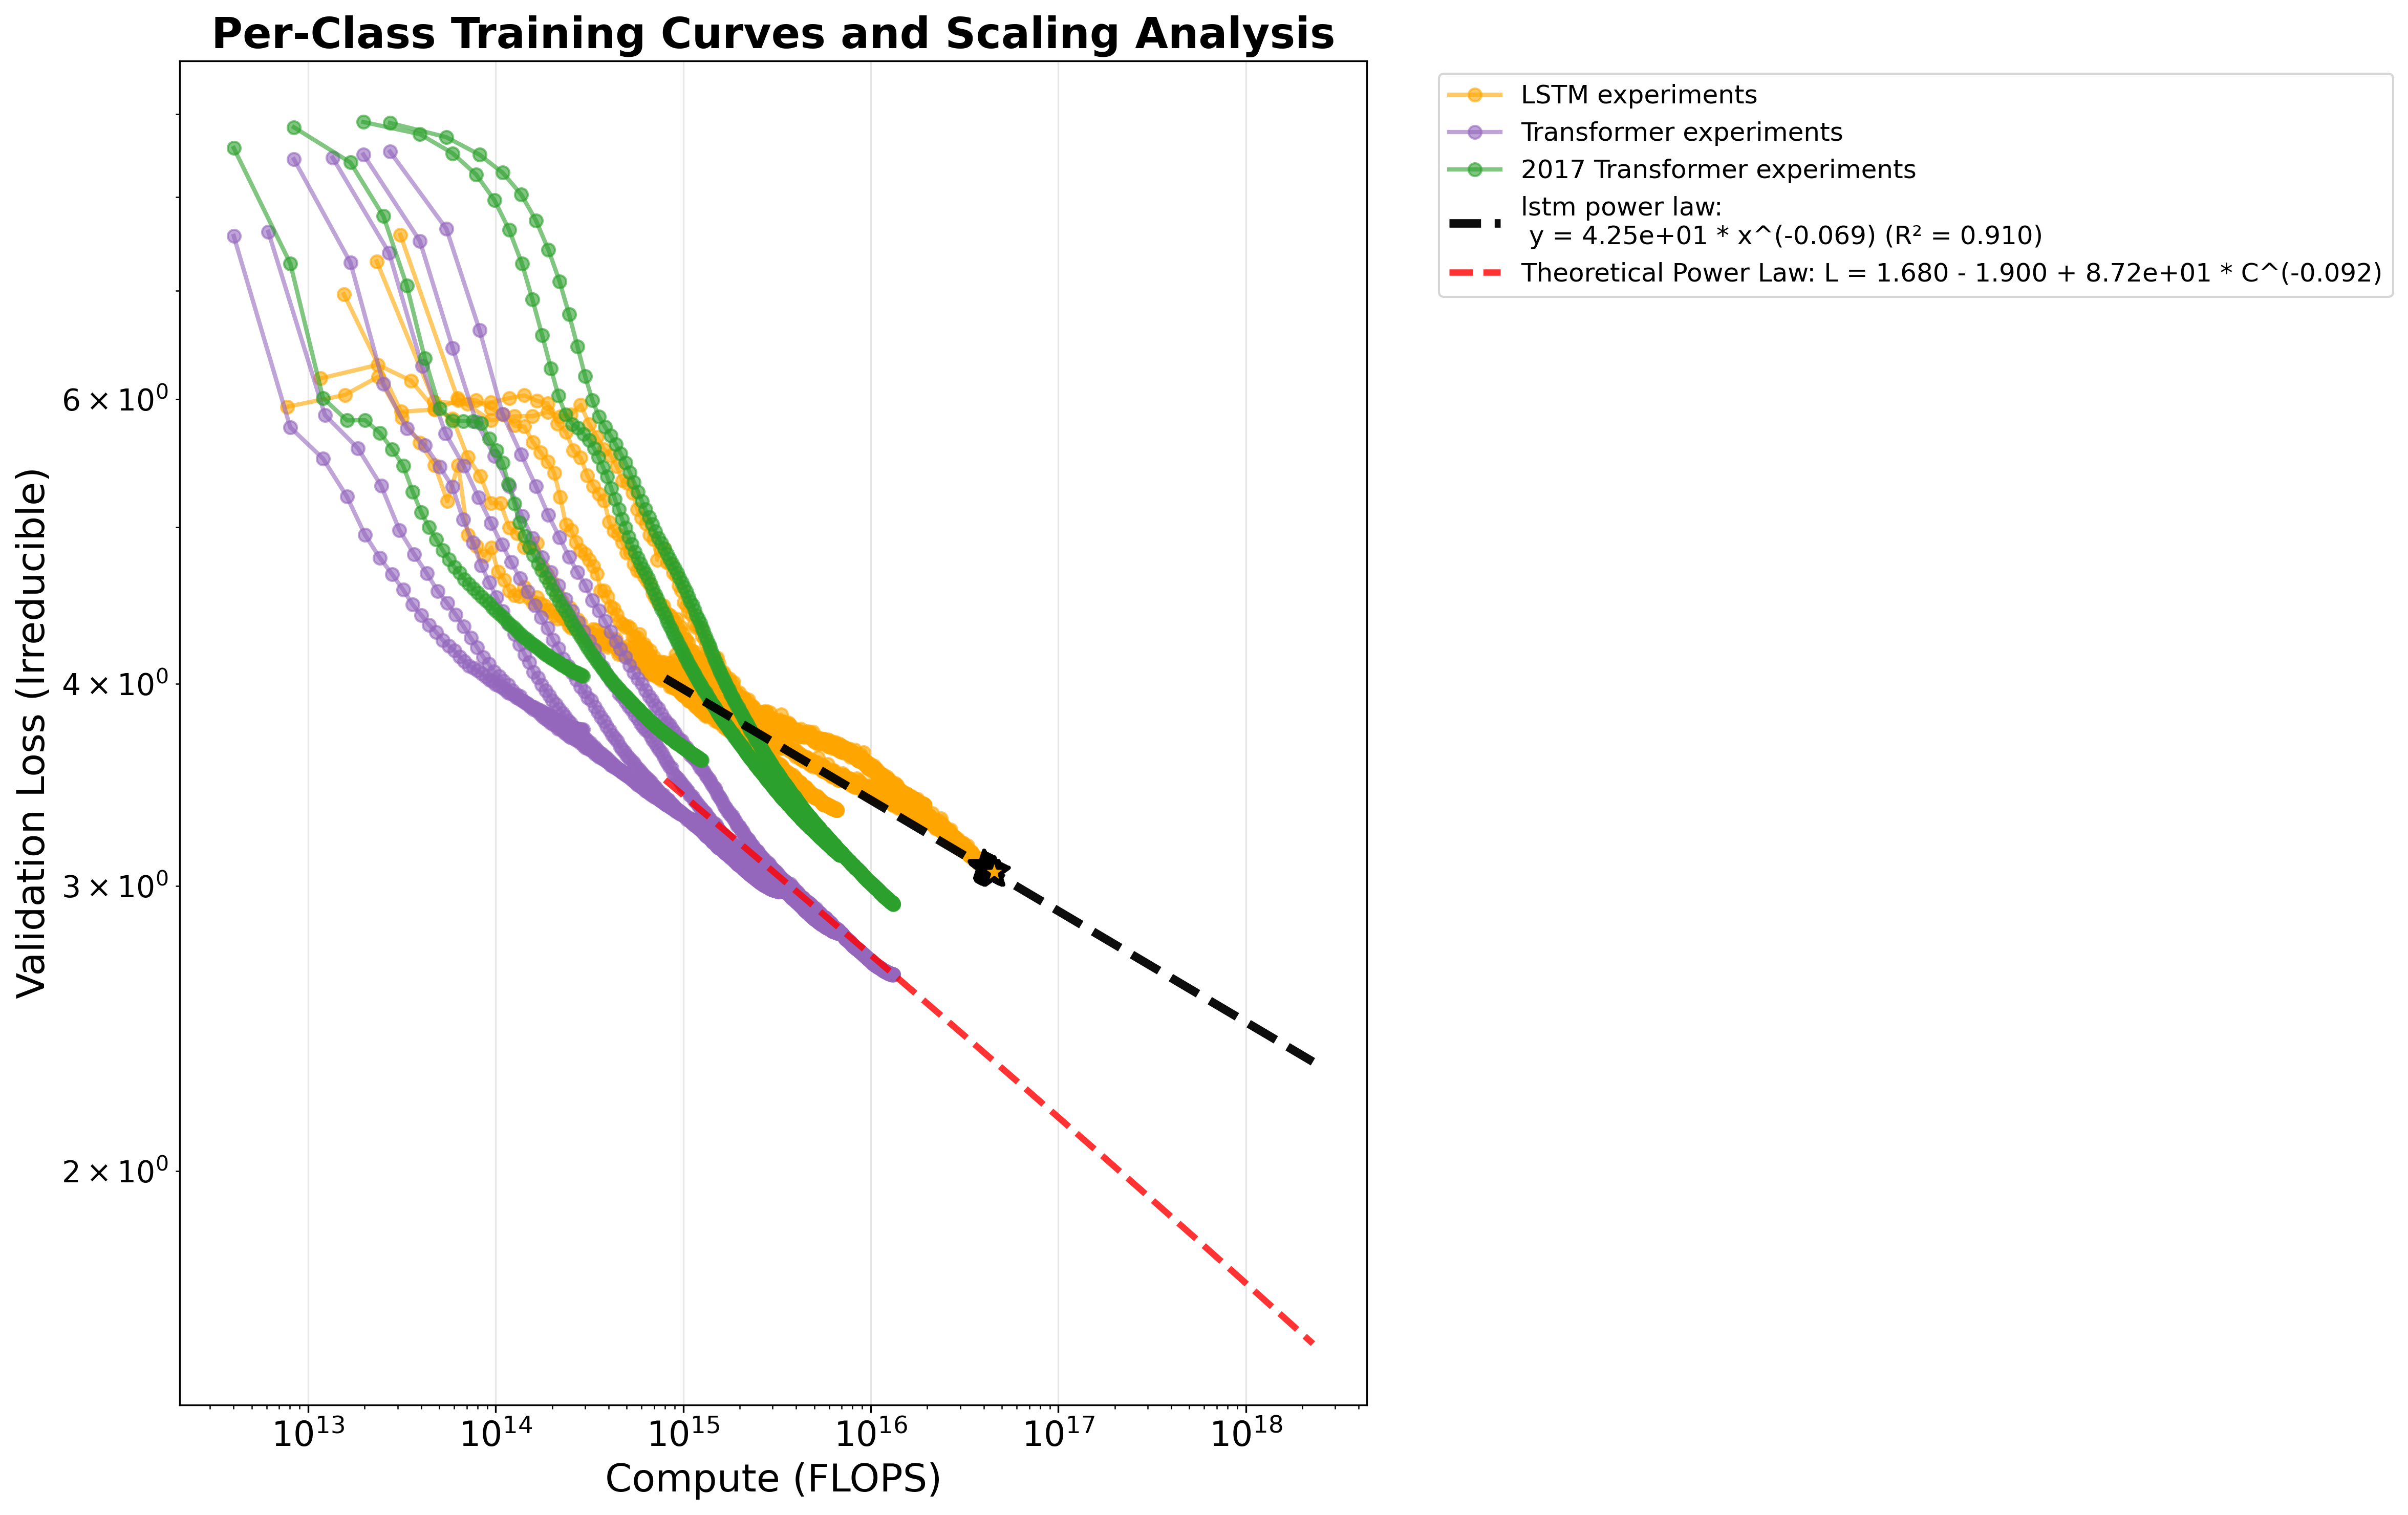 Per-Class Training Curves and Scaling Analysis
LSTM experiments
Transformer experiments
2017 Transformer experiments
lstm power law:
y = 4.25e+01 * x^(-0.069) (R² = 0.910)
Theoretical Power Law: L = 1.680 - 1.900 + 8.72e+01 * C^(-0.092)
Validation Loss (Irreducible)
6 × 10⁰
4 × 10⁰
3 × 10⁰
2 × 10⁰
10¹³ 10¹⁴ 10¹⁵ 10¹⁶ 10¹⁷ 10¹⁸
Compute (FLOPS)